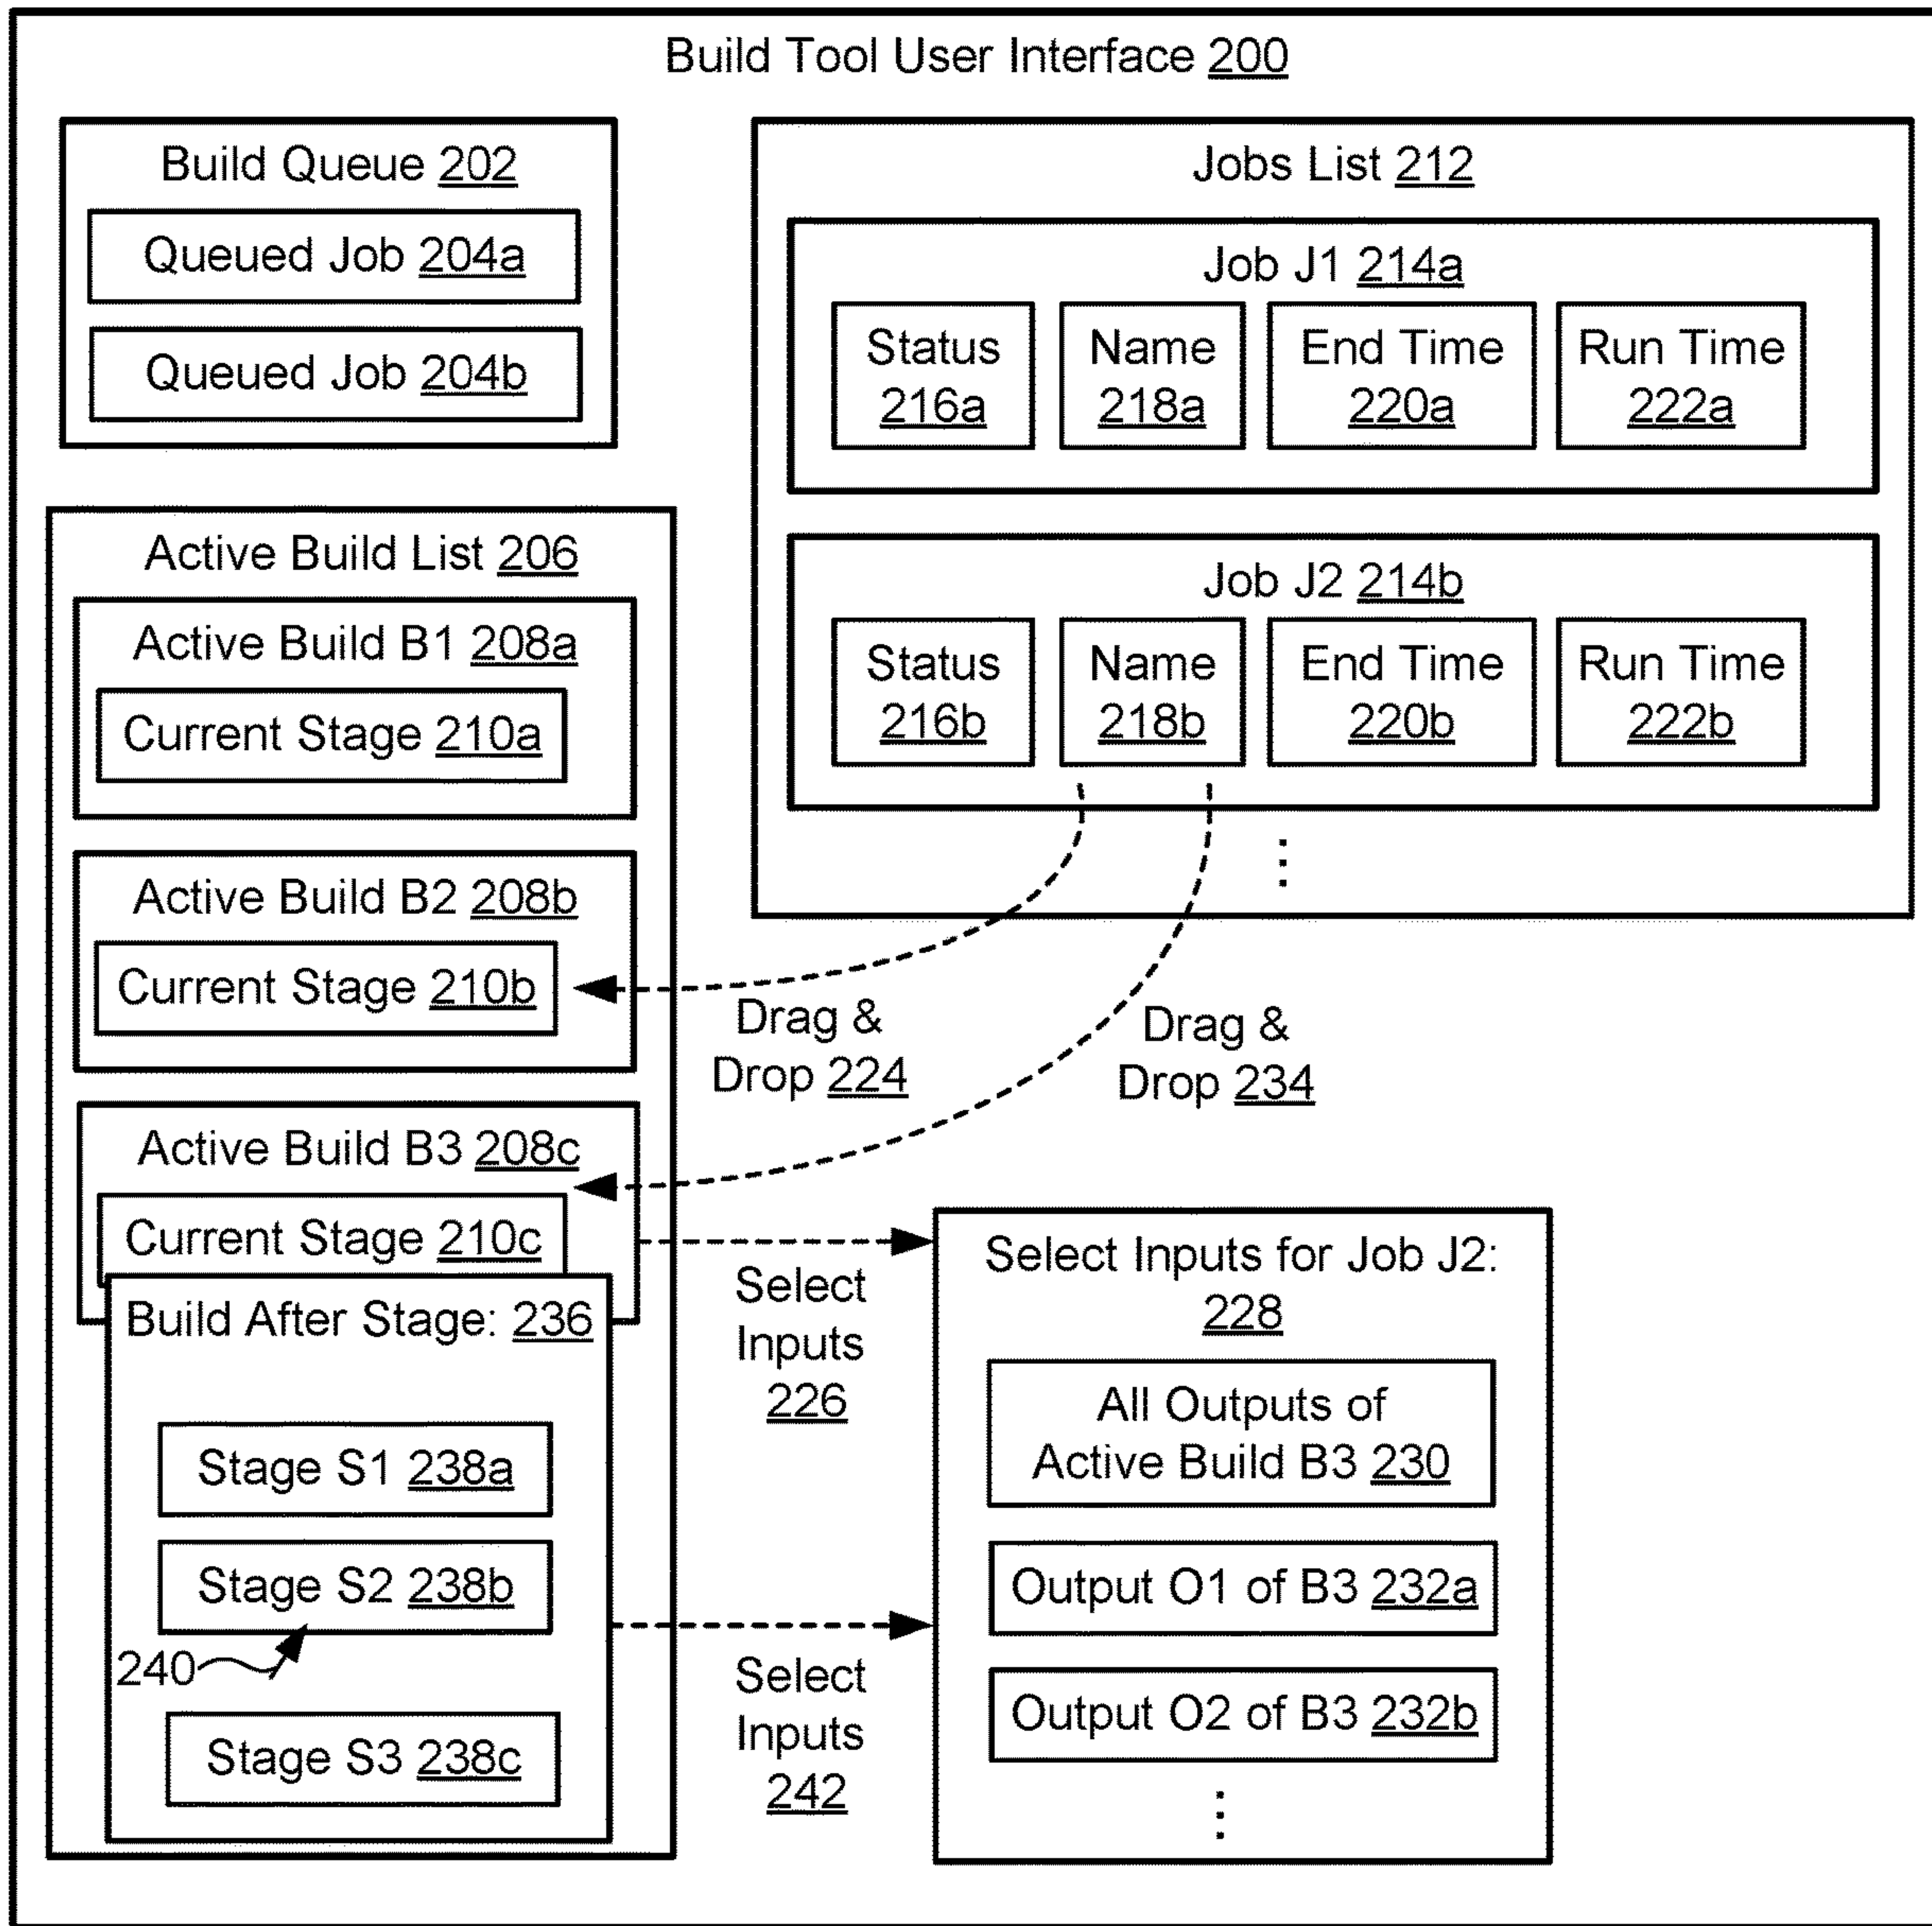 Build Tool User Interface 200
Build Queue 202
Queued Job 204a
Queued Job 204b
Active Build List 206
Active Build B1 208a
Current Stage 210a
Active Build B2 208b
Current Stage 210b
Active Build B3 208c
Current Stage 210c
Build After Stage: 236
Stage S1 238a
Stage S2 238b
240
Stage S3 238c
Jobs List 212
Job J1 214a
Status
216a
Name
218a
End Time
220a
Run Time
222a
Job J2 214b
Status
216b
Name
218b
End Time
220b
Run Time
222b
Drag &
Drop 224
Drag &
Drop 234
Select
Inputs
226
Select
Inputs
242
Select Inputs for Job J2:
228
All Outputs of
Active Build B3 230
Output O1 of B3 232a
Output O2 of B3 232b